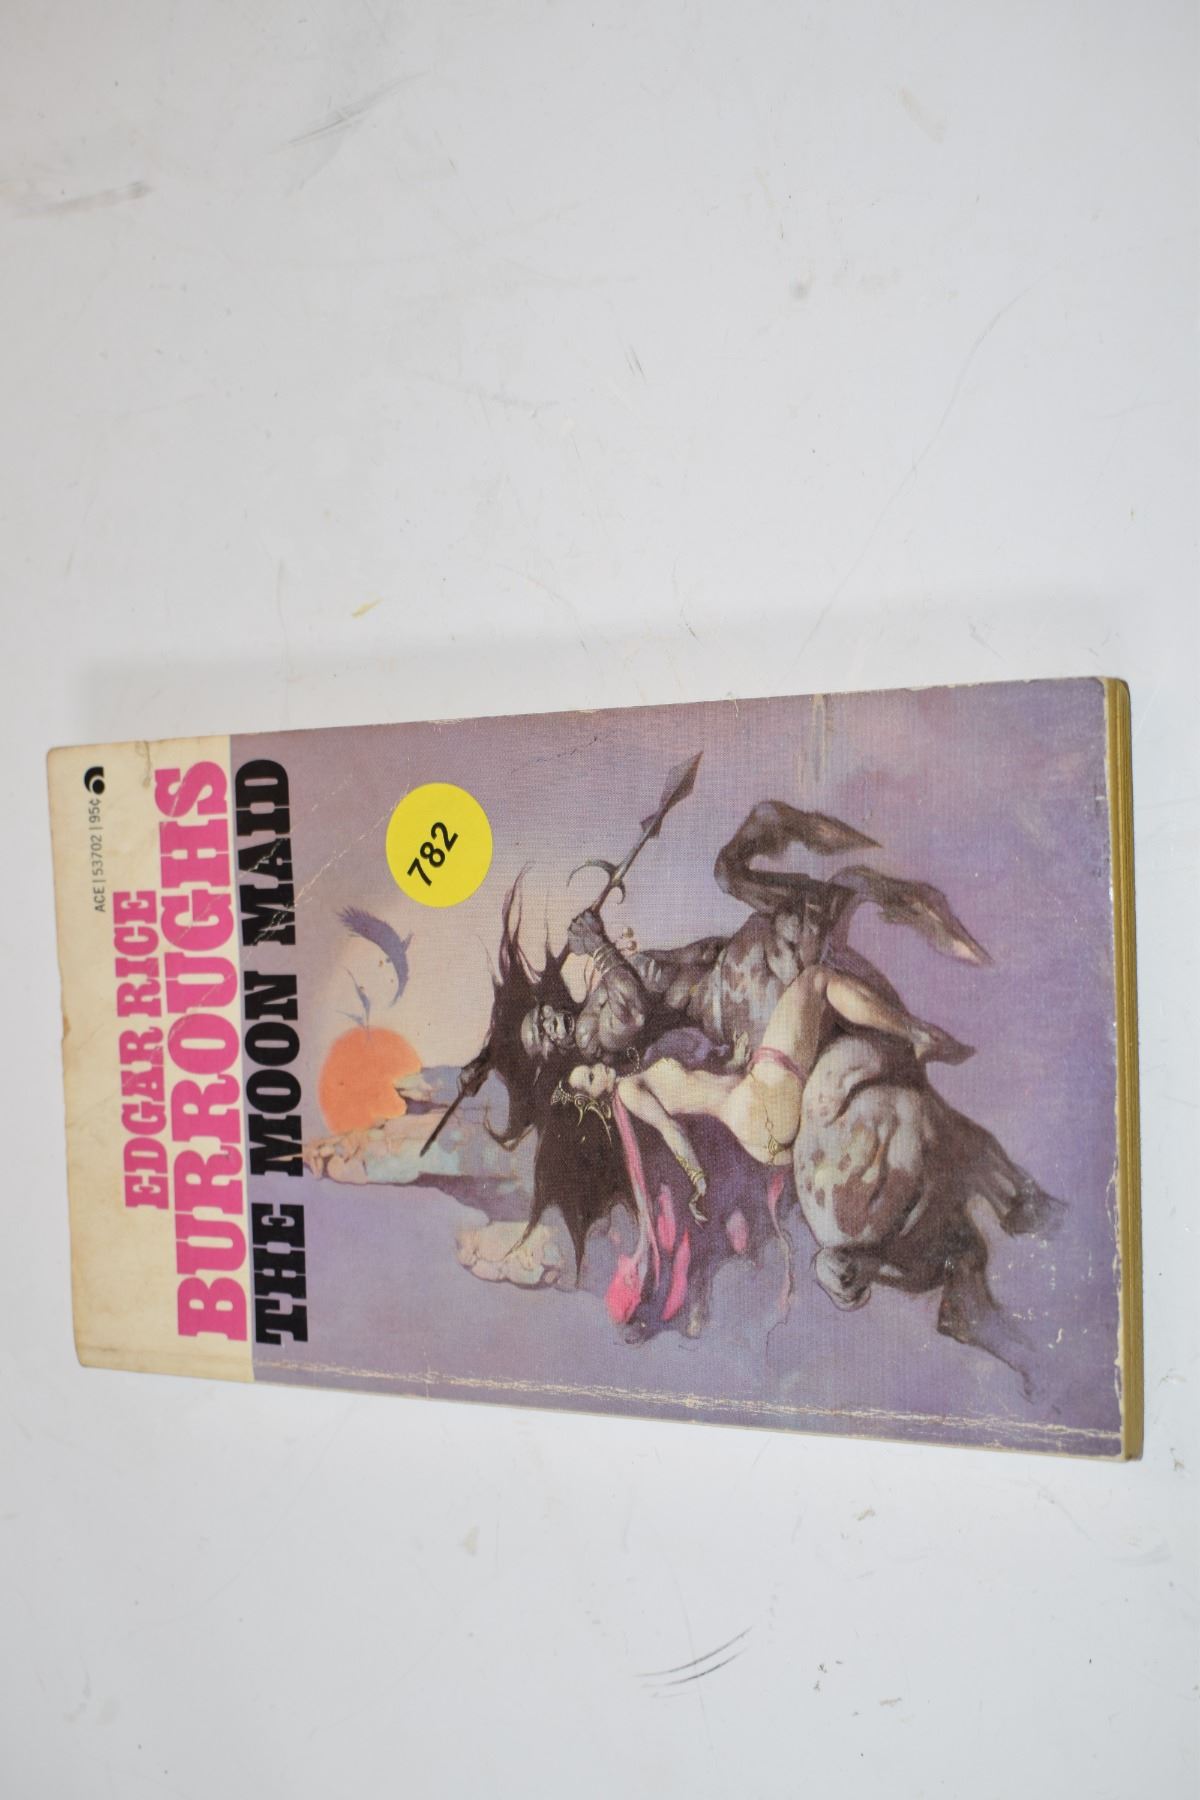 ACE | 53702 | 95¢
EDGAR RICE
BURROUGHS
THE MOON MAID
782